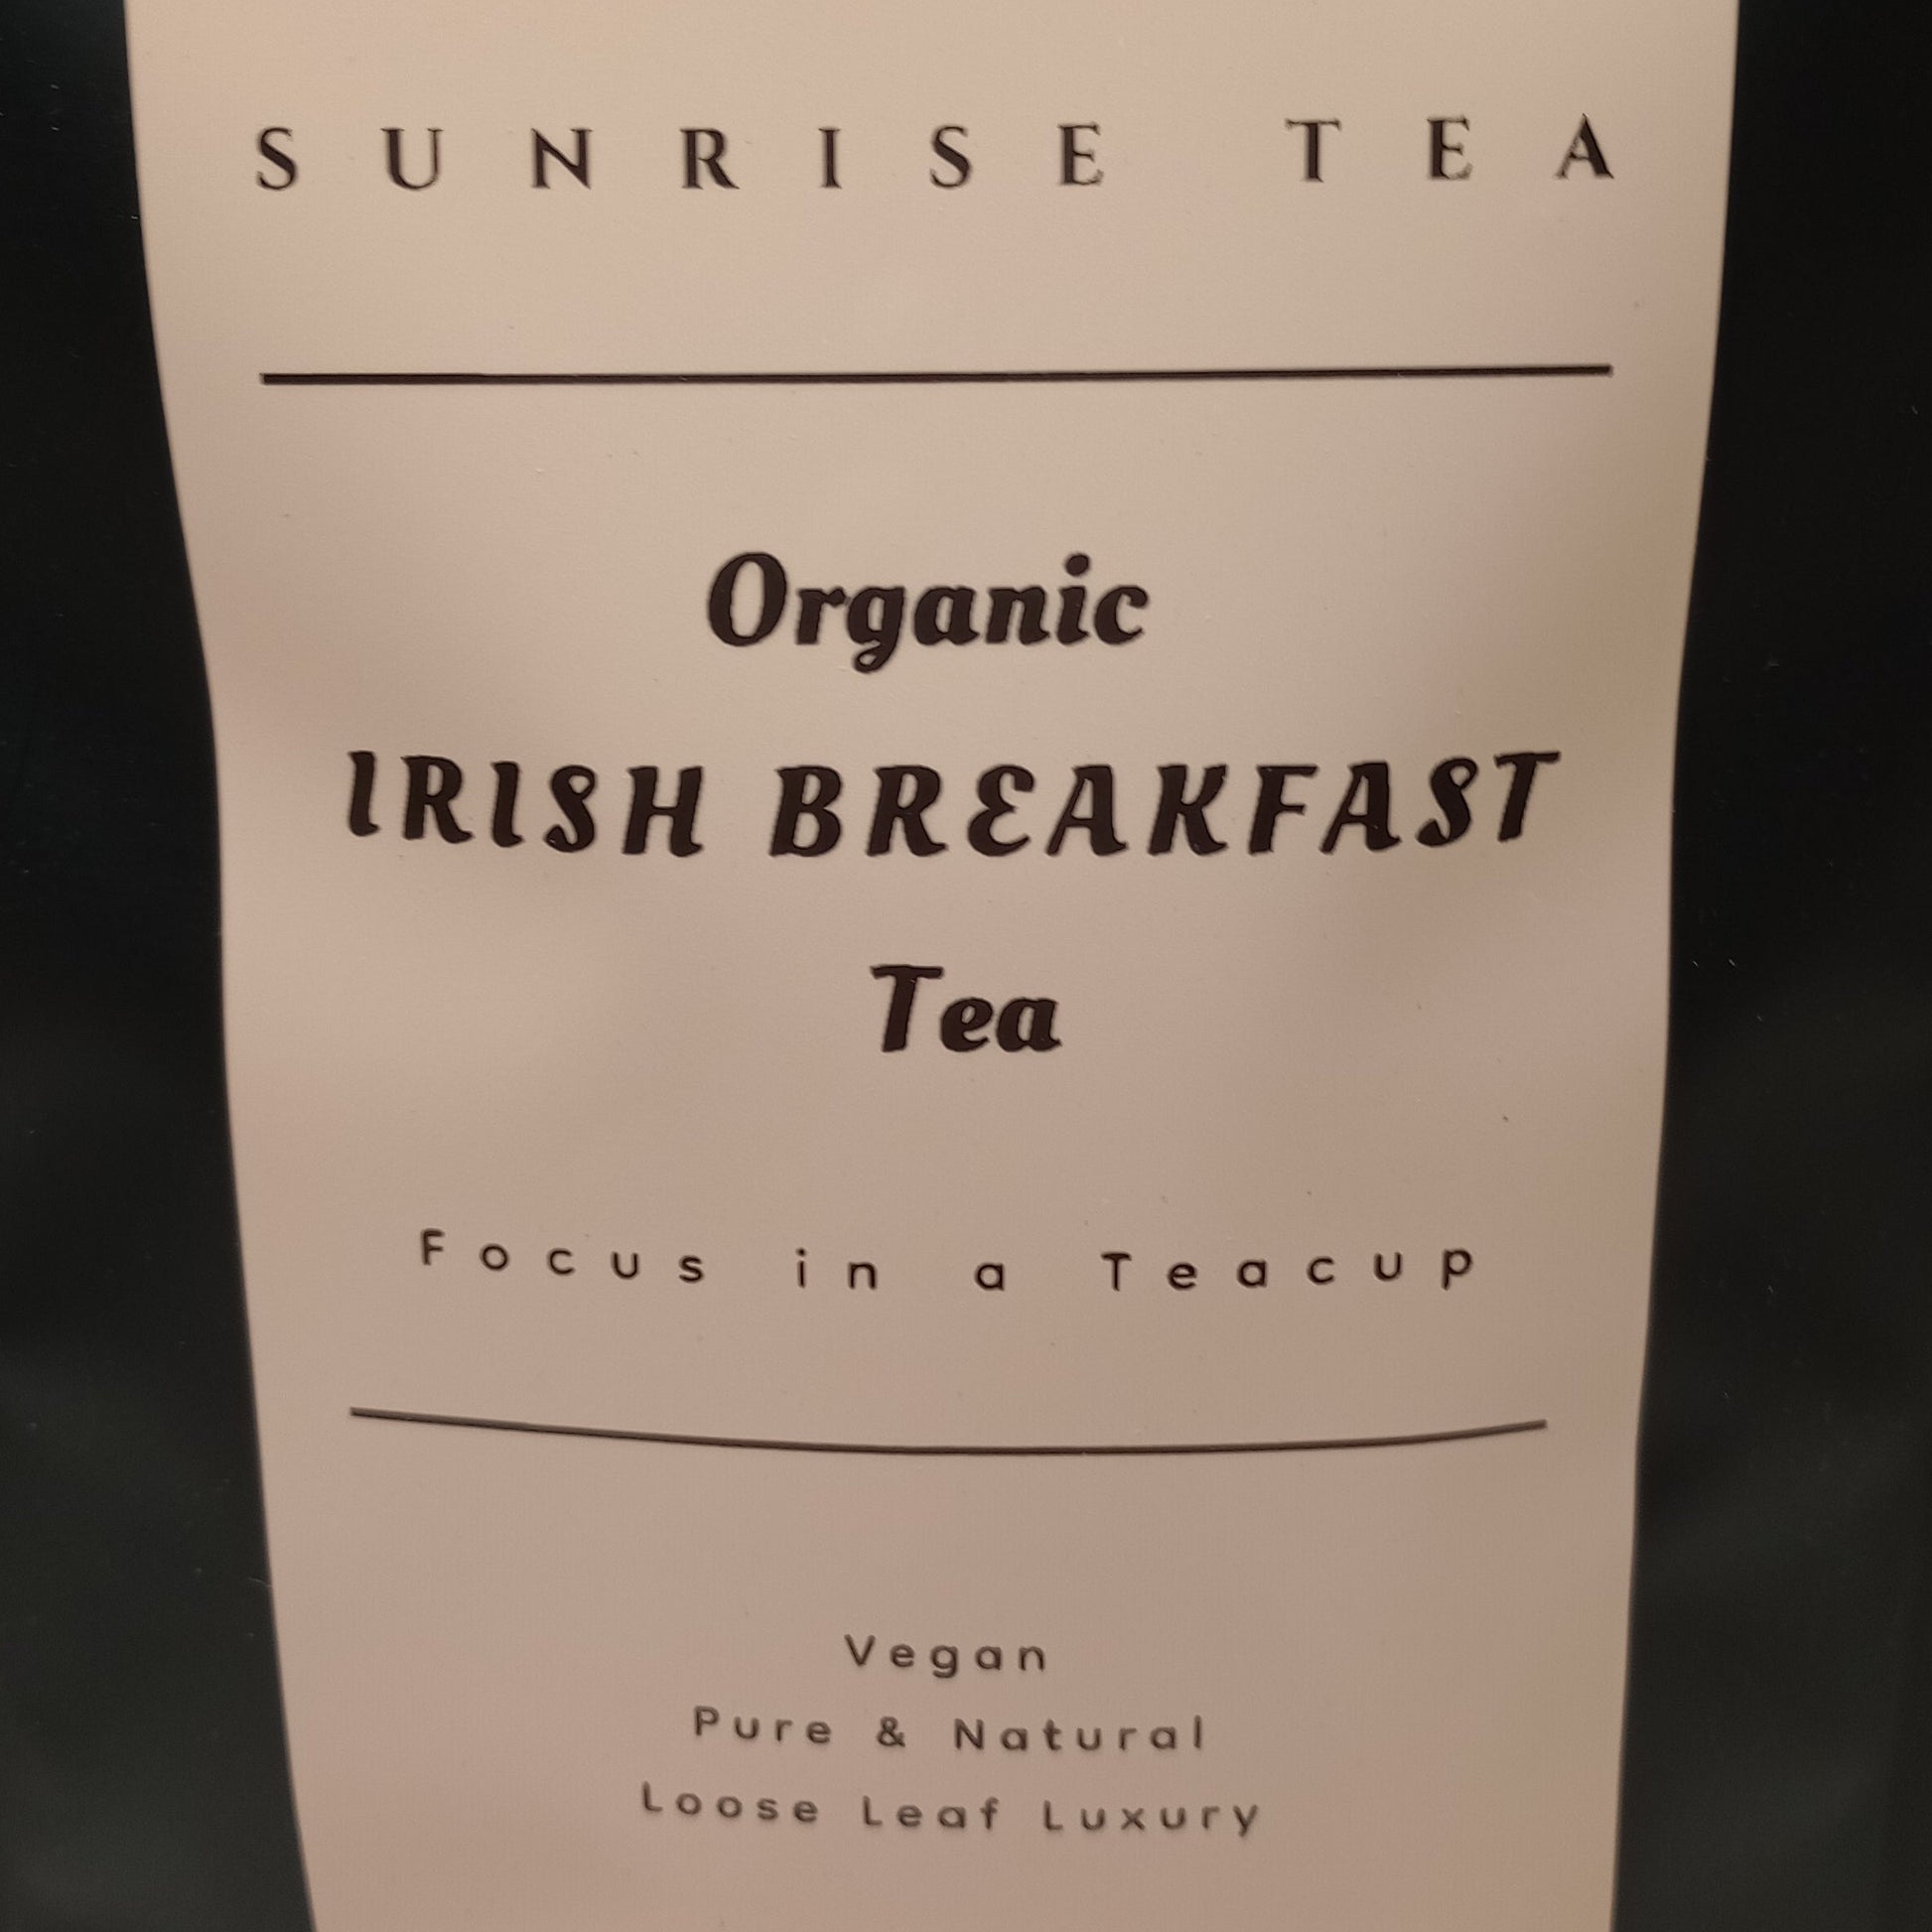 SUNRISE TEA
Organic
IRISH BREAKFAST
Tea
Focus in a Teacup
Vegan
Pure & Natural
Loose Leaf Luxury